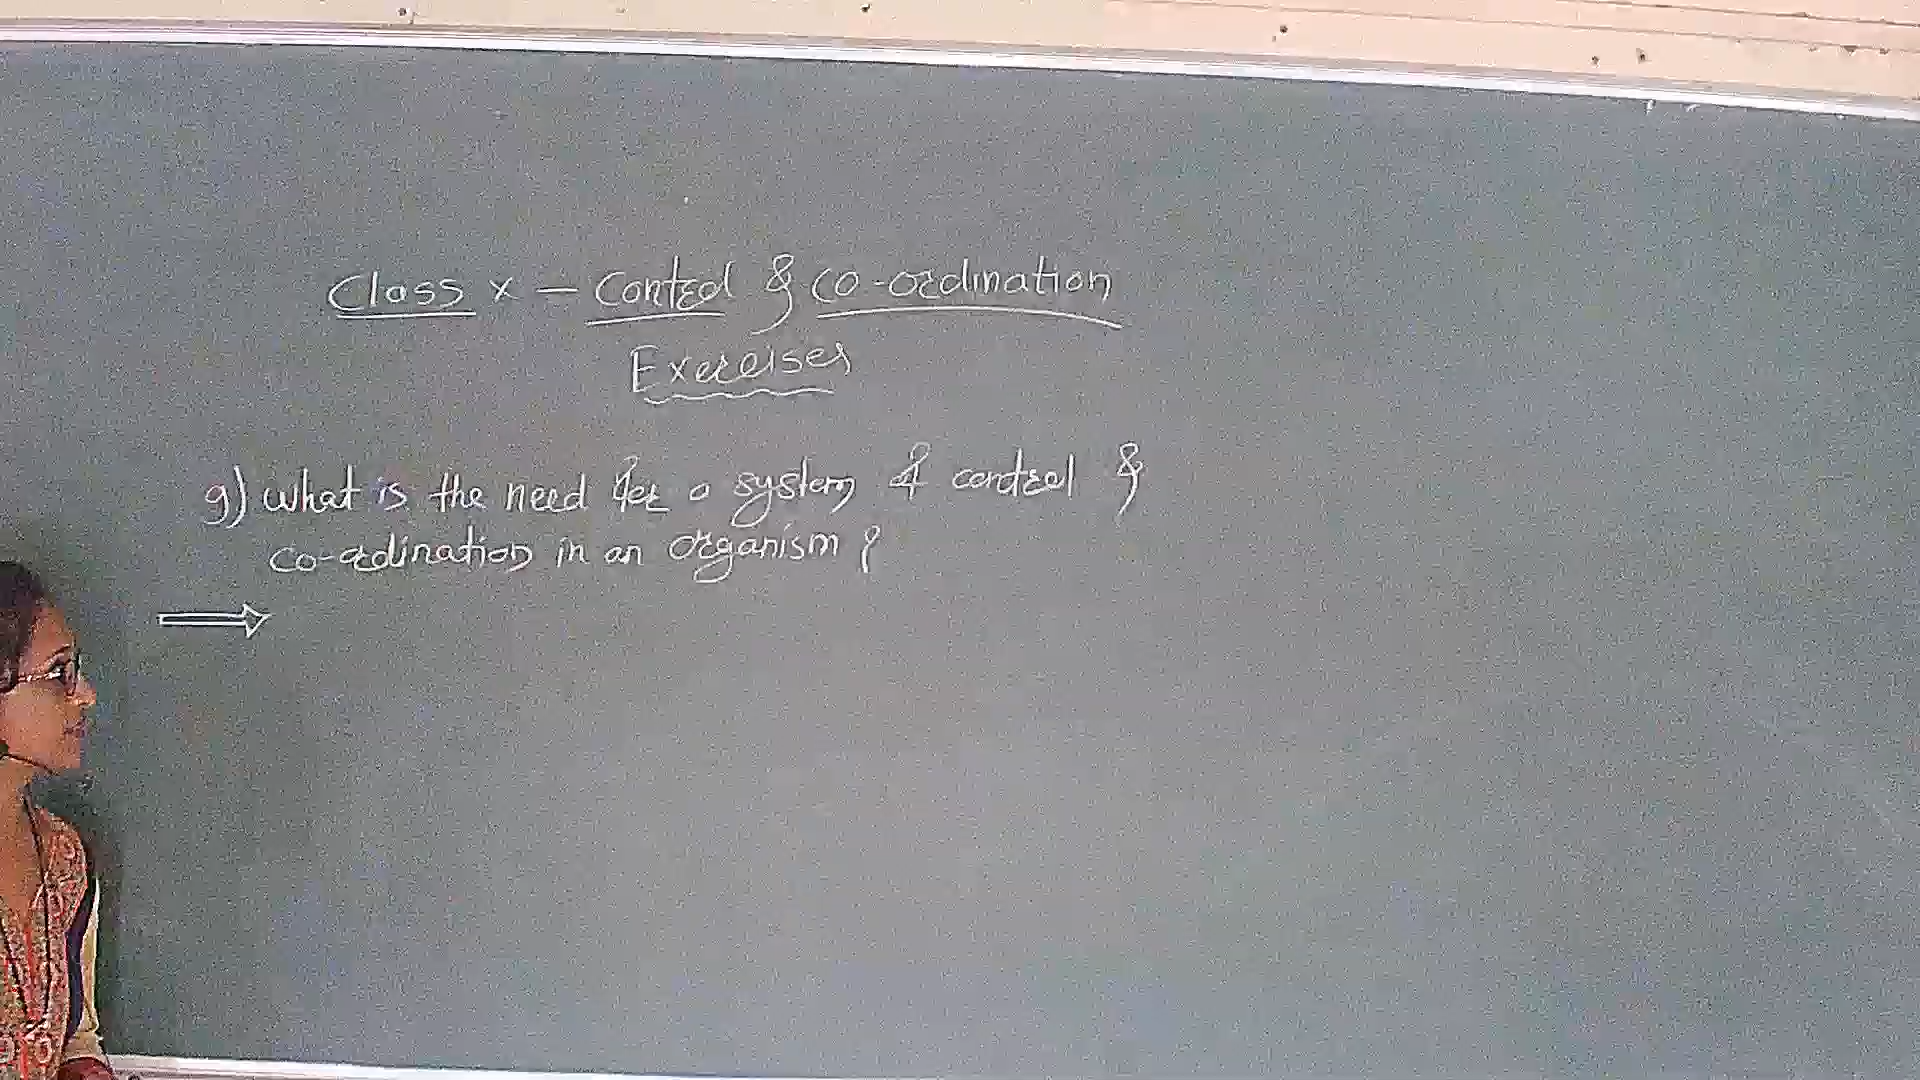 Class X - Control & co-ordination
Exercises
9) what is the need for a system of control &
co-ordination in an organism ?